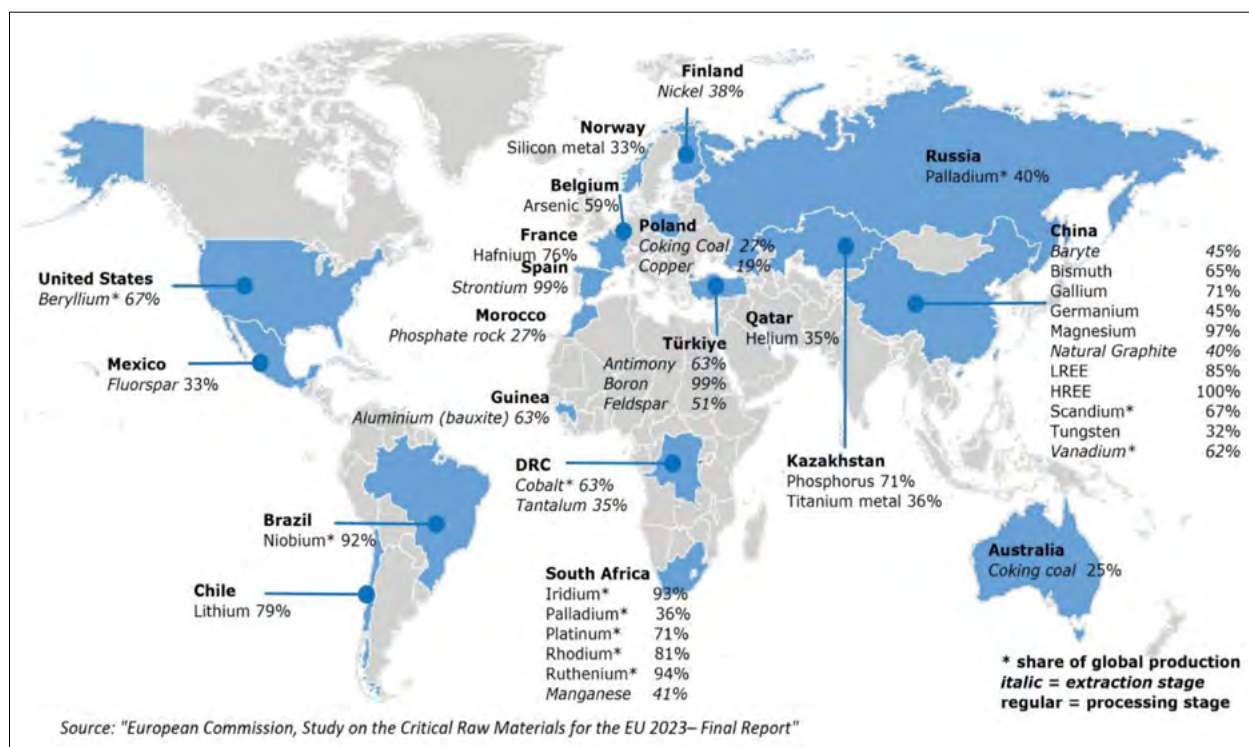 Finland
Nickel 38%
Norway
Silicon metal 33%
Russia
Palladium* 40%
Belgium
Arsenic 59%
Poland
Coking Coal 27%
Copper 19%
France
Hafnium 76%
Spain
Strontium 99%
China
Baryte 45%
Bismuth 65%
Gallium 71%
Germanium 45%
Magnesium 97%
Natural Graphite 40%
LREE 85%
HREE 100%
Scandium* 67%
Tungsten 32%
Vanadium* 62%
United States
Beryllium* 67%
Morocco
Phosphate rock 27%
Qatar
Helium 35%
Türkiye
Antimony 63%
Boron 99%
Feldspar 51%
Mexico
Fluorspar 33%
Guinea
Aluminium (bauxite) 63%
DRC
Cobalt* 63%
Tantalum 35%
Kazakhstan
Phosphorus 71%
Titanium metal 36%
Brazil
Niobium* 92%
Australia
Coking coal 25%
Chile
Lithium 79%
South Africa
Iridium* 93%
Palladium* 36%
Platinum* 71%
Rhodium* 81%
Ruthenium* 94%
Manganese 41%
* share of global production
italic = extraction stage
regular = processing stage
Source: "European Commission, Study on the Critical Raw Materials for the EU 2023– Final Report"